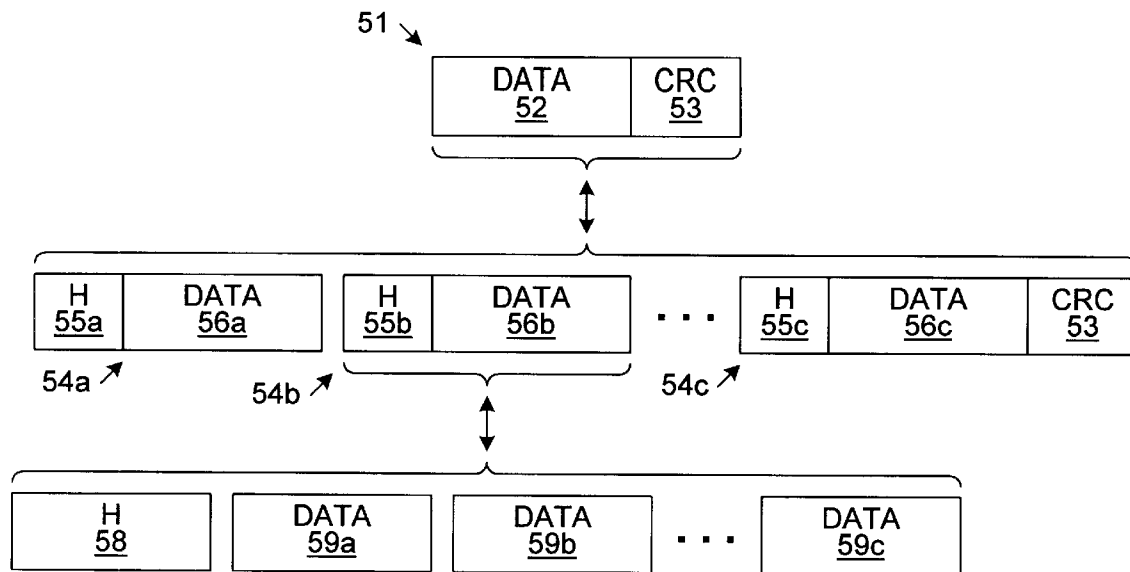 51
DATA CRC
52 53
H DATA H DATA . . . H DATA CRC
55a 56a 55b 56b 55c 56c 53
54a 54b 54c
H DATA DATA . . . DATA
58 59a 59b 59c